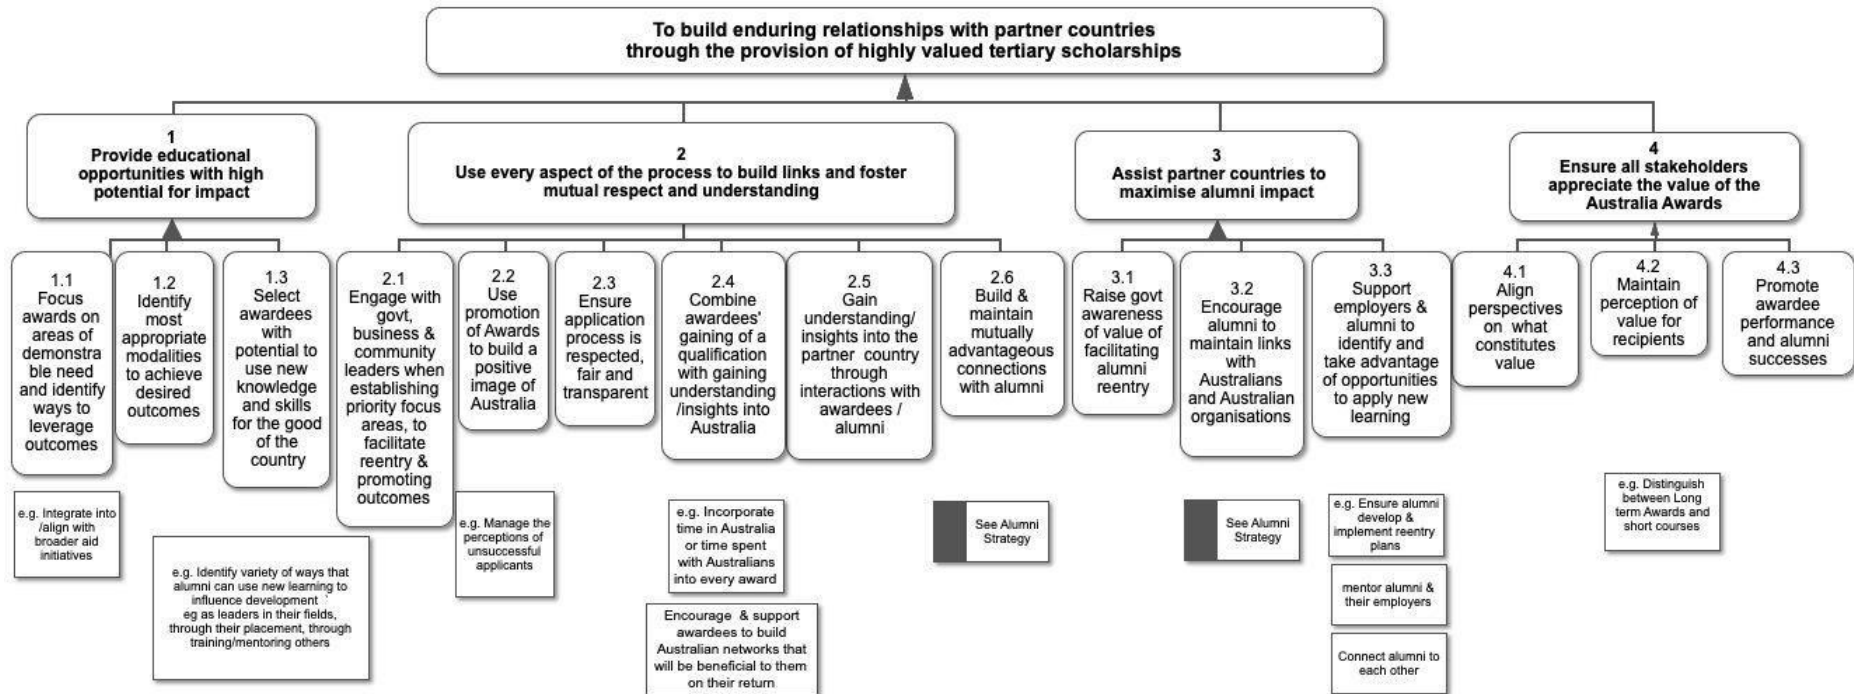 To build enduring relationships with partner countries
through the provision of highly valued tertiary scholarships
1
Provide educational
opportunities with high
potential for impact
2
Use every aspect of the process to build links and foster
mutual respect and understanding
3
Assist partner countries to
maximise alumni impact
4
Ensure all stakeholders
appreciate the value of the
Australia Awards
1.1
Focus
awards on
areas of
demonstra
ble need
and identify
ways to
leverage
outcomes
1.2
Identify
most
appropriate
modalities
to achieve
desired
outcomes
1.3
Select
awardees
with
potential to
use new
knowledge
and skills
for the good
of the
country
2.1
Engage with
govt,
business &
community
leaders when
establishing
priority focus
areas, to
facilitate
reentry &
promoting
outcomes
2.2
Use
promotion
of Awards
to build a
positive
image of
Australia
2.3
Ensure
application
process is
respected,
fair and
transparent
2.4
Combine
awardees'
gaining of a
qualification
with gaining
understanding
/insights into
Australia
2.5
Gain
understanding/
insights into the
partner country
through
interactions with
awardees /
alumni
2.6
Build &
maintain
mutually
advantageous
connections
with alumni
3.1
Raise govt
awareness
of value of
facilitating
alumni
reentry
3.2
Encourage
alumni to
maintain links
with
Australians
and Australian
organisations
3.3
Support
employers &
alumni to
identify and
take advantage
of opportunities
to apply new
learning
4.1
Align
perspectives
on what
constitutes
value
4.2
Maintain
perception of
value for
recipients
4.3
Promote
awardee
performance
and alumni
successes
e.g. Integrate into
/align with
broader aid
initiatives
e.g. Identify variety of ways that
alumni can use new learning to
influence development `
eg as leaders in their fields,
through their placement, through
training/mentoring others
e.g. Manage the
perceptions of
unsuccessful
applicants
e.g. Incorporate
time in Australia
or time spent
with Australians
into every award
Encourage & support
awardees to build
Australian networks that
will be beneficial to them
on their return
See Alumni
Strategy
See Alumni
Strategy
e.g. Ensure alumni
develop &
implement reentry
plans
mentor alumni &
their employers
Connect alumni to
each other
e.g. Distinguish
between Long
term Awards and
short courses